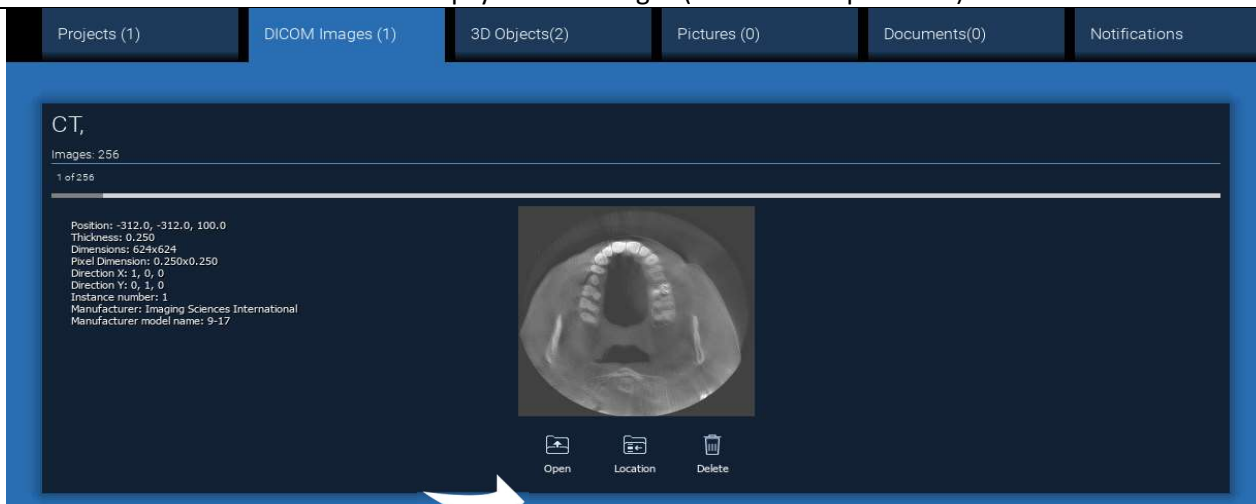 Projects (1) DICOM Images (1) 3D Objects(2) Pictures (0) Documents(0) Notifications
CT,
Images: 256
1 of 256
Position: -312.0, -312.0, 100.0
Thickness: 0.250
Dimensions: 624x624
Pixel Dimension: 0.250x0.250
Direction X: 1, 0, 0
Direction Y: 0, 1, 0
Instance number: 1
Manufacturer: Imaging Sciences International
Manufacturer model name: 9-17
Open Location Delete